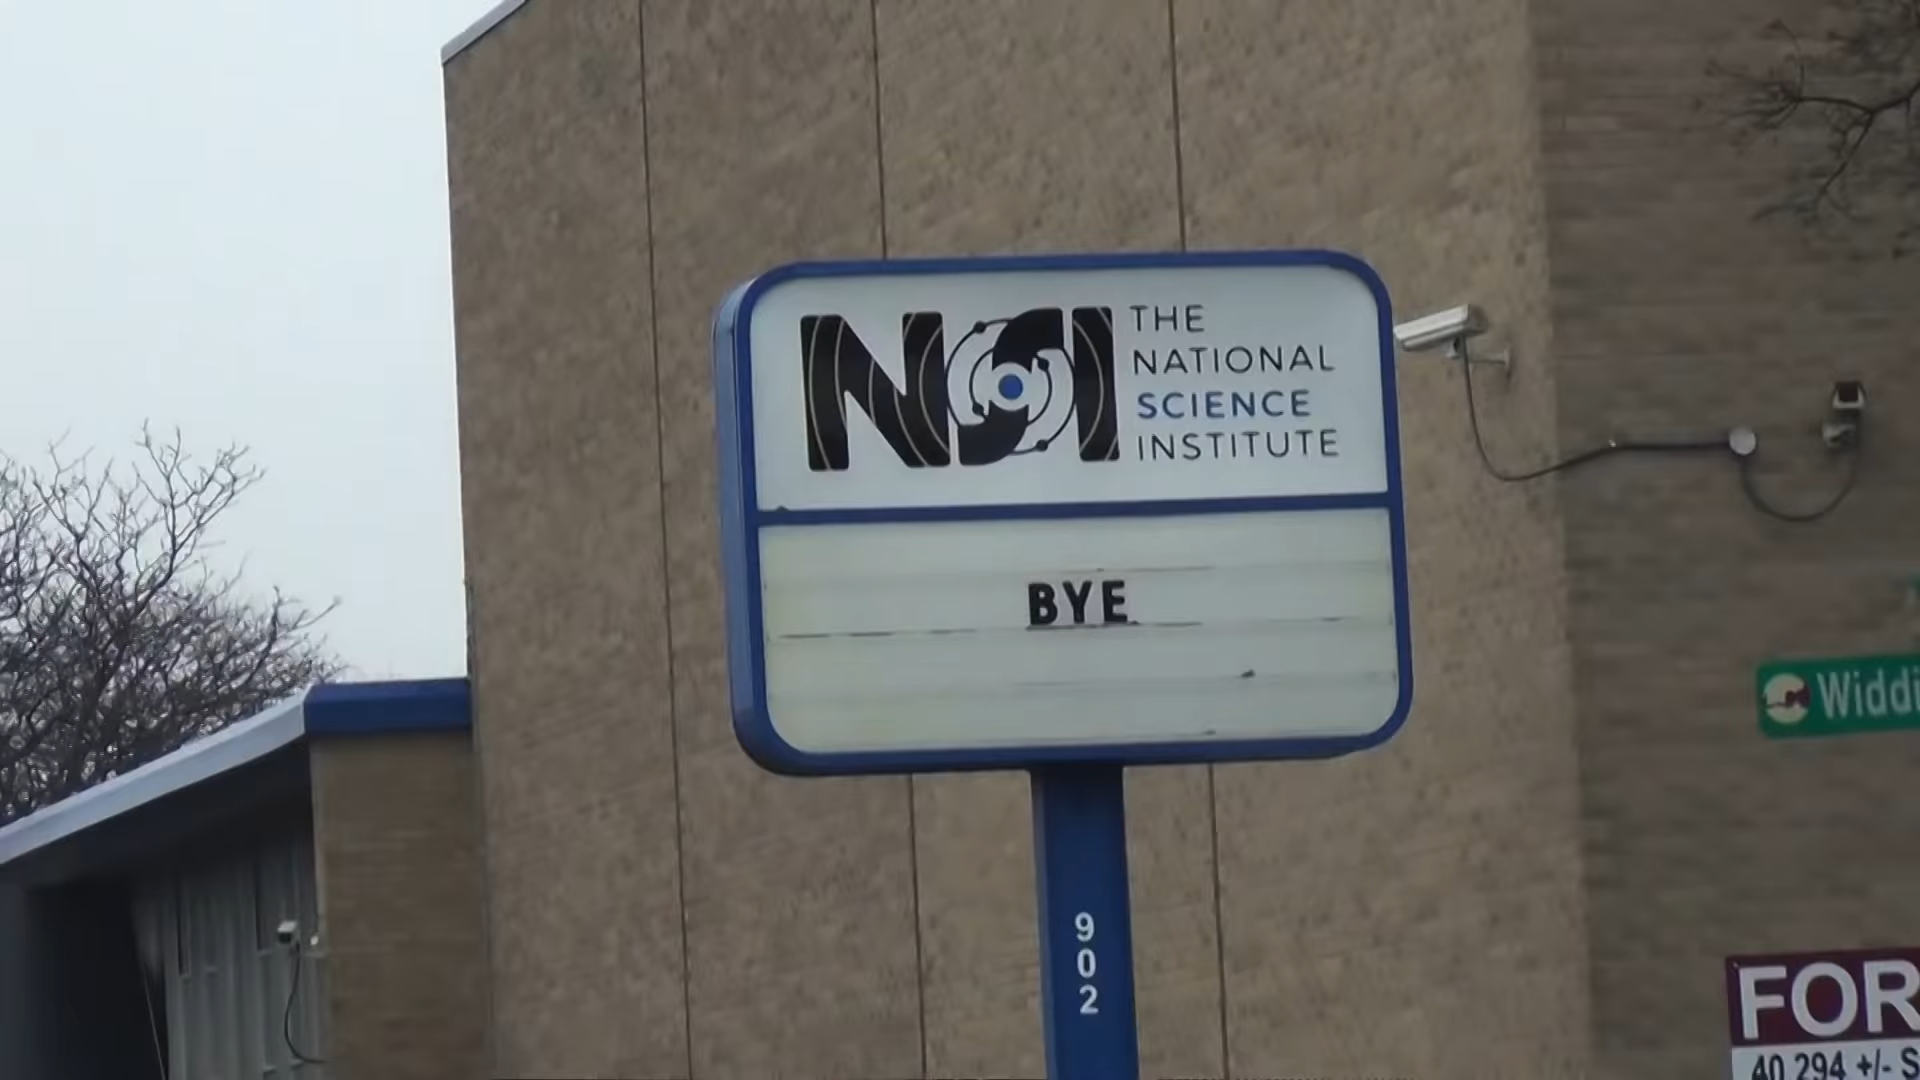 NSI
THE
NATIONAL
SCIENCE
INSTITUTE
BYE
902
Widdi
FOR
40,294 +/- S